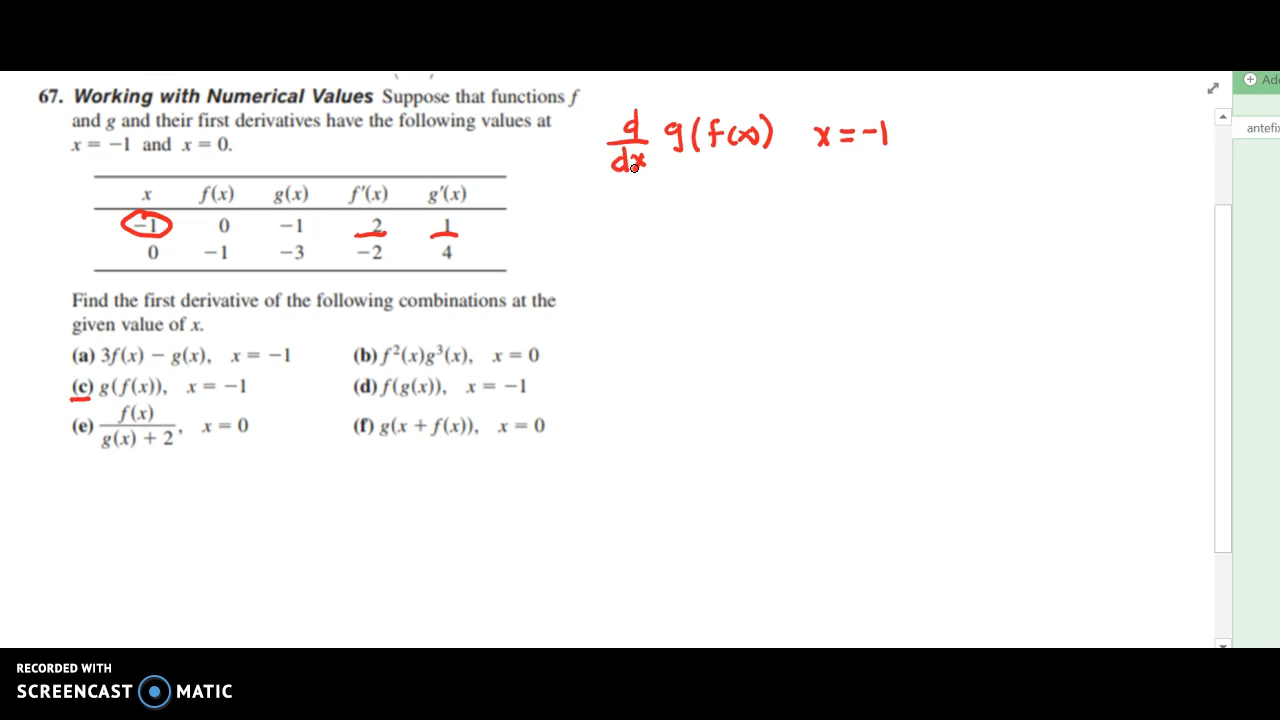 67. Working with Numerical Values Suppose that functions f
and g and their first derivatives have the following values at
x = −1 and x = 0.
x f(x) g(x) f′(x) g′(x)
−1 0 −1 2 1
0 −1 −3 −2 4
Find the first derivative of the following combinations at the
given value of x.
(a) 3f(x) − g(x), x = −1 (b) f²(x)g³(x), x = 0
(c) g(f(x)), x = −1 (d) f(g(x)), x = −1
(e) f(x)/g(x) + 2, x = 0 (f) g(x + f(x)), x = 0
d/dx g(f(x)) x = −1
antefix
RECORDED WITH
SCREENCAST MATIC